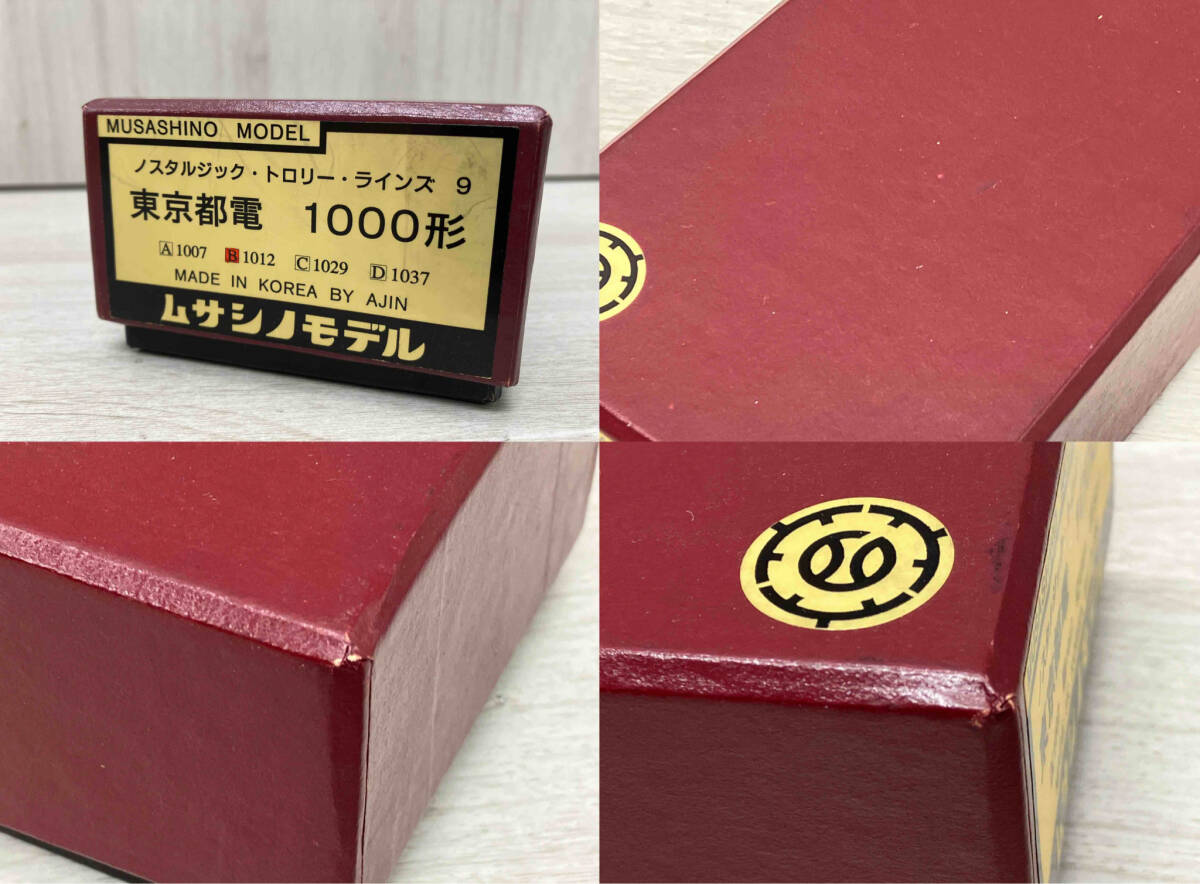 MUSASHINO MODEL
ノスタルジック・トロリー・ラインズ 9
東京都電 1000形
A 1007 B 1012 C 1029 D 1037
MADE IN KOREA BY AJIN
ムサシノモデル